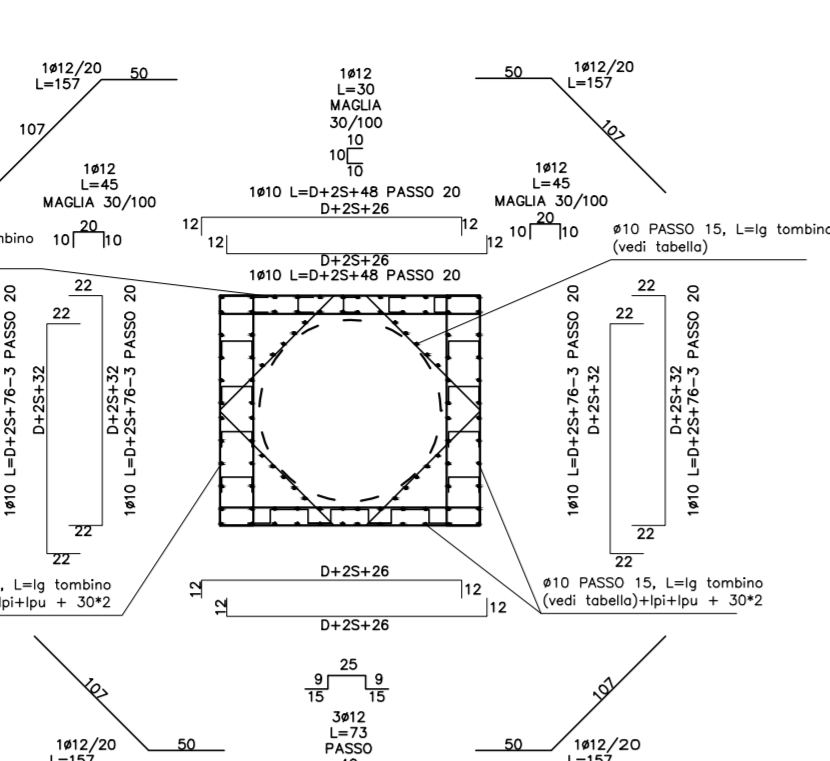 1ø12/20
L=157
50
107
1ø12
L=30
MAGLIA
30/100
10
10
10
50
1ø12/20
L=157
107
1ø12
L=45
MAGLIA 30/100
20
10
10
1ø12
L=45
MAGLIA 30/100
20
10
10
1ø10 L=D+2S+48 PASSO 20
D+2S+26
12
12
12
12
D+2S+26
1ø10 L=D+2S+48 PASSO 20
ombino
ø10 PASSO 15, L=lg tombino
(vedi tabella)
1ø10 L=D+2S+76-3 PASSO 20
22
22
D+2S+32
D+2S+32
22
22
1ø10 L=D+2S+76-3 PASSO 20
1ø10 L=D+2S+76-3 PASSO 20
22
22
D+2S+32
D+2S+32
22
22
1ø10 L=D+2S+76-3 PASSO 20
, L=lg tombino
lpi+lpu + 30*2
ø10 PASSO 15, L=lg tombino
(vedi tabella)+lpi+lpu + 30*2
D+2S+26
12
12
12
12
D+2S+26
25
9
9
15
15
3ø12
L=73
PASSO
107
50
1ø12/20
L=157
107
50
1ø12/20
L=157